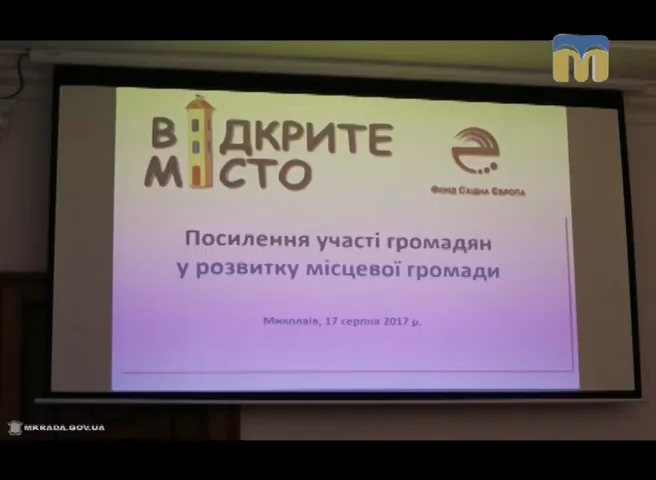 ВІДКРИТЕ
МІСТО
Фонд Східна Європа
Посилення участі громадян
у розвитку місцевої громади
Миколаїв, 17 серпня 2017 р.
MKRADA.GOV.UA